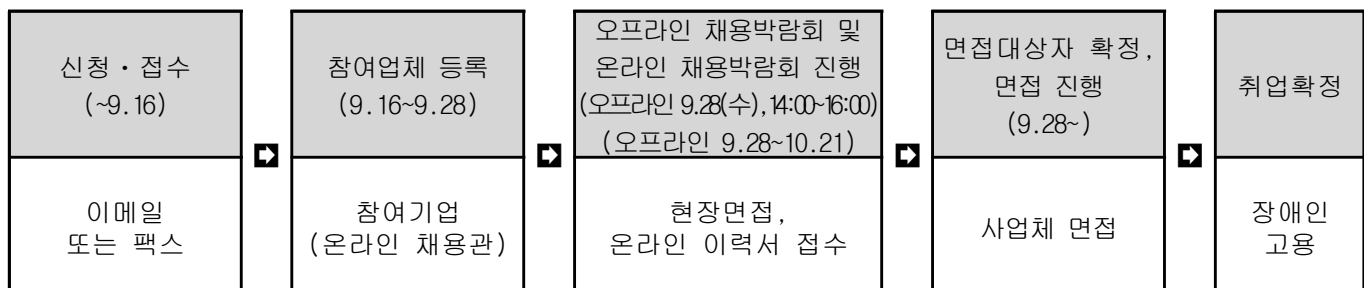 신청·접수
(~9.16)
이메일
또는 팩스
참여업체 등록
(9.16~9.28)
참여기업
(온라인 채용관)
오프라인 채용박람회 및
온라인 채용박람회 진행
(오프라인 9.28(수),14:00~16:00)
(오프라인 9.28~10.21)
현장면접,
온라인 이력서 접수
면접대상자 확정,
면접 진행
(9.28~)
사업체 면접
취업확정
장애인
고용